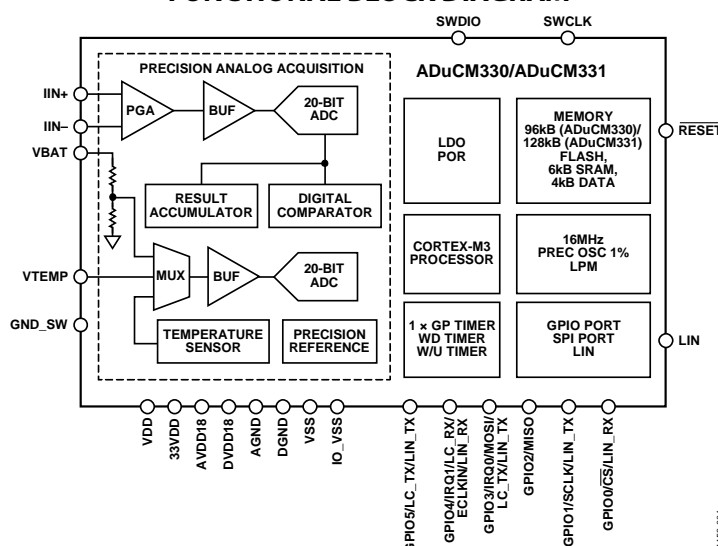 SWDIO
SWCLK
PRECISION ANALOG ACQUISITION
ADuCM330/ADuCM331
IIN+
IIN–
VBAT
VTEMP
GND_SW
PGA
BUF
20-BIT
ADC
RESULT
ACCUMULATOR
DIGITAL
COMPARATOR
MUX
BUF
20-BIT
ADC
TEMPERATURE
SENSOR
PRECISION
REFERENCE
LDO
POR
MEMORY
96kB (ADuCM330)/
128kB (ADuCM331)
FLASH,
6kB SRAM,
4kB DATA
CORTEX-M3
PROCESSOR
16MHz
PREC OSC 1%
LPM
1 × GP TIMER
WD TIMER
W/U TIMER
GPIO PORT
SPI PORT
LIN
RESET
LIN
VDD
33VDD
AVDD18
DVDD18
AGND
DGND
VSS
IO_VSS
GPIO5/LC_TX/LIN_TX
GPIO4/IRQ1/LC_RX/
ECLKIN/LIN_RX
GPIO3/IRQ0/MOSI/
LC_TX/LIN_TX
GPIO2/MISO
GPIO1/SCLK/LIN_TX
GPIO0/CS/LIN_RX